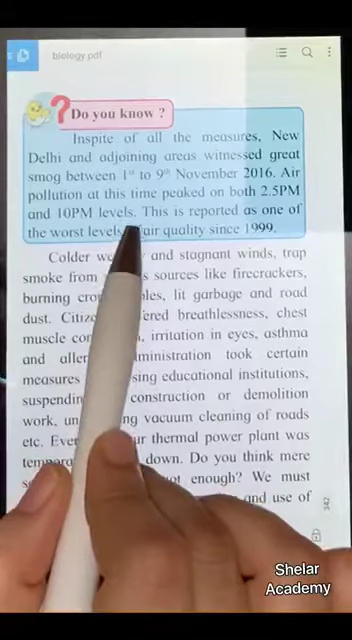 biology.pdf
Do you know ?
Inspite of all the measures, New
Delhi and adjoining areas witnessed great
smog between 1st to 9th November 2016. Air
pollution at this time peaked on both 2.5PM
and 10PM levels. This is reported as one of
the worst levels air quality since 1999.
Colder and stagnant winds, trap
smoke from sources like firecrackers,
burning lit garbage and road
dust. breathlessness, chest
muscle irritation in eyes, asthma
and took certain
measures educational institutions,
construction or demolition
work, vacuum cleaning of roads
etc. thermal power plant was
down. Do you think mere
enough? We must
and use of
342
Shelar
Academy